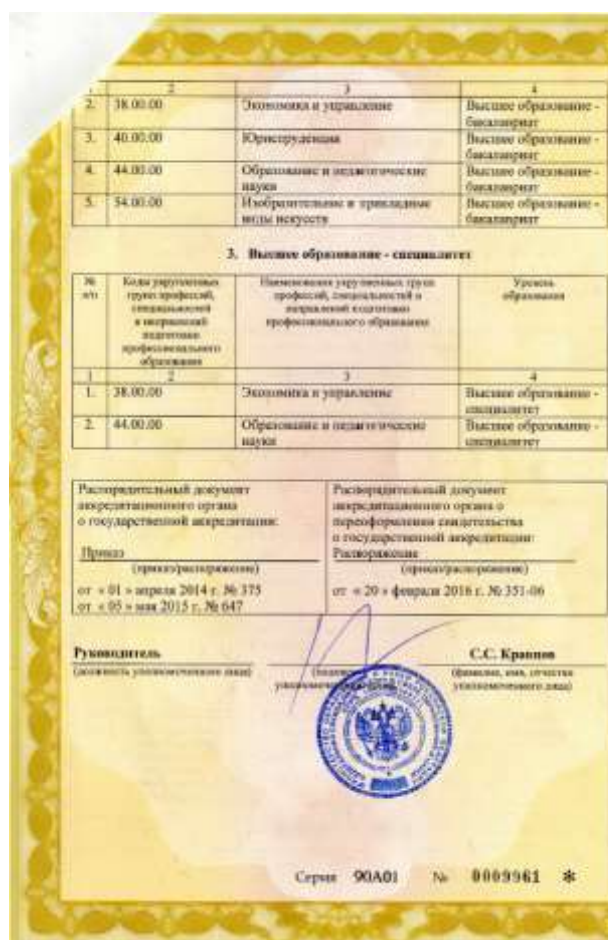 1 2 3 4
2. 38.00.00 Экономика и управление Высшее образование -
бакалавриат
3. 40.00.00 Юриспруденция Высшее образование -
бакалавриат
4. 44.00.00 Образование и педагогические Высшее образование -
науки бакалавриат
5. 54.00.00 Изобразительные и прикладные Высшее образование -
виды искусств бакалавриат
3. Высшее образование - специалитет
№ Коды укрупненных Наименования укрупненных групп Уровень
п/п групп профессий, профессий, специальностей и образования
специальностей направлений подготовки
и направлений профессионального образования
подготовки
профессионального
образования
1 2 3 4
1. 38.00.00 Экономика и управление Высшее образование -
специалитет
2. 44.00.00 Образование и педагогические Высшее образование -
науки специалитет
Распорядительный документ Распорядительный документ
аккредитационного органа аккредитационного органа о
о государственной аккредитации: переоформлении свидетельства
о государственной аккредитации:
Приказ Распоряжение
(приказ/распоряжение) (приказ/распоряжение)
от « 01 » апреля 2014 г. № 375 от « 20 » февраля 2016 г. № 351-06
от « 05 » мая 2015 г. № 647
Руководитель С.С. Кравцов
(должность уполномоченного лица) (фамилия, имя, отчество
уполномоченного лица)
Серия 90А01 № 0009961 *